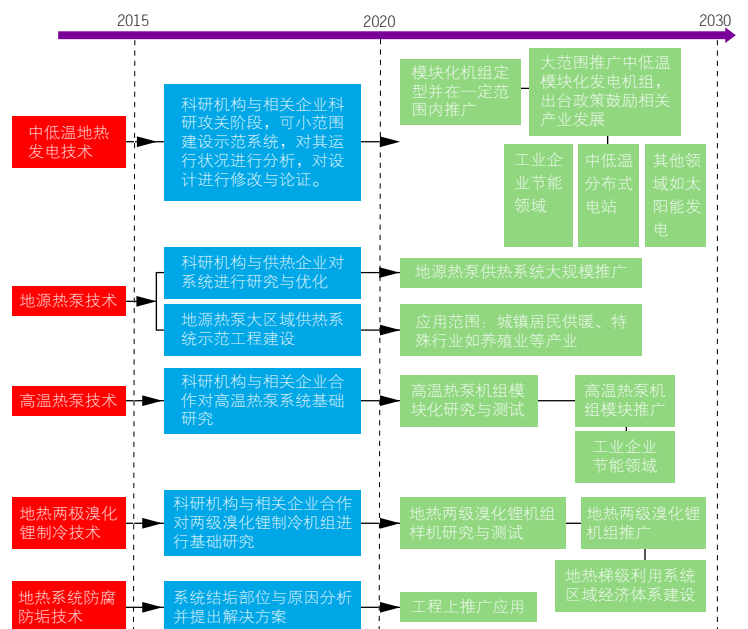 2015
2020
2030
中低温地热
发电技术
科研机构与相关企业科
研攻关阶段，可小范围
建设示范系统，对其运
行状况进行分析，对设
计进行修改与论证。
模块化机组定
型并在一定范
围内推广
大范围推广中低温
模块化发电机组，
出台政策鼓励相关
产业发展
工业企
业节能
领域
中低温
分布式
电站
其他领
域如太
阳能发
电
地源热泵技术
科研机构与供热企业对
系统进行研究与优化
地源热泵供热系统大规模推广
地源热泵大区域供热系
统示范工程建设
应用范围：城镇居民供暖、特
殊行业如养殖业等产业
高温热泵技术
科研机构与相关企业合
作对高温热泵系统基础
研究
高温热泵机组模
块化研究与测试
高温热泵机
组模块推广
工业企业
节能领域
地热两极溴化
锂制冷技术
科研机构与相关企业合作
对两级溴化锂制冷机组进
行基础研究
地热两级溴化锂机组
样机研究与测试
地热两级溴化锂
机组推广
地热梯级利用系统
区域经济体系建设
地热系统防腐
防垢技术
系统结垢部位与原因分析
并提出解决方案
工程上推广应用